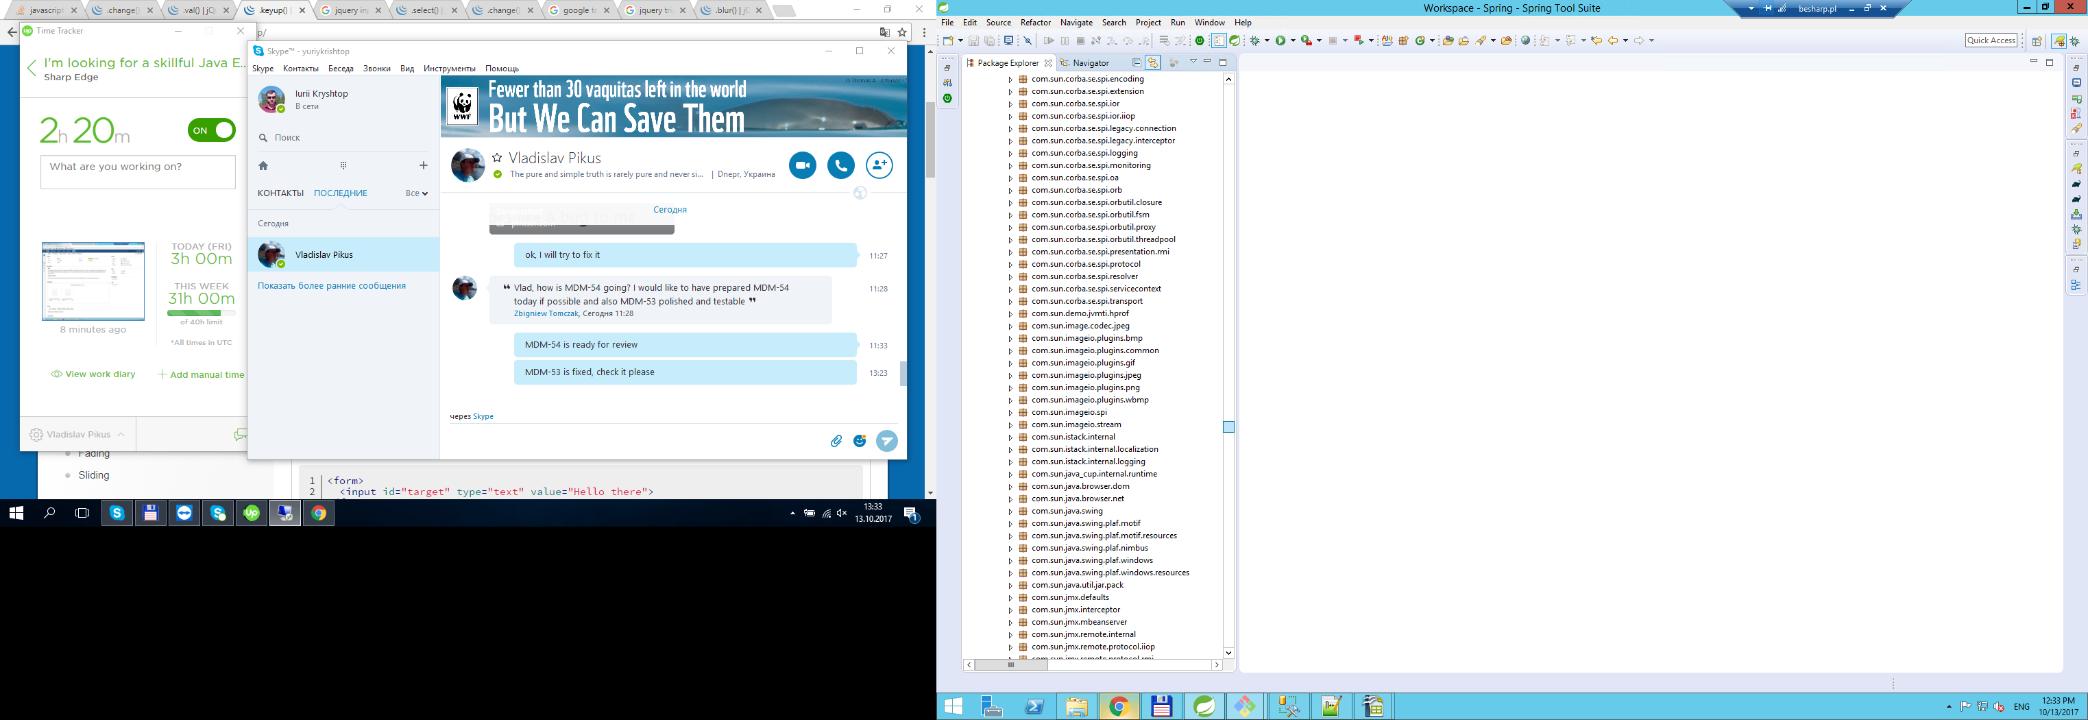 javascript
.change(
.val() | jQ
.keyup() |
jquery inp
.select() |
.change(
google tr
jquery tri
.blur() | jQ
p/
Time Tracker
I'm looking for a skillful Java E...
Sharp Edge
2h 20m
ON
What are you working on?
TODAY (FRI)
3h 00m
THIS WEEK
31h 00m
of 40h limit
8 minutes ago
*All times in UTC
View work diary
Add manual time
Vladislav Pikus
Fading
Sliding
Skype™ - yuriykrishtop
Skype Контакты Беседа Звонки Вид Инструменты Помощь
Iurii Kryshtop
В сети
Поиск
КОНТАКТЫ ПОСЛЕДНИЕ Все
Сегодня
Vladislav Pikus
Показать более ранние сообщения
WWF
Fewer than 30 vaquitas left in the world
But We Can Save Them
Vladislav Pikus
The pure and simple truth is rarely pure and never si... | Dnepr, Украина
Сегодня
ok, I will try to fix it 11:27
Vlad, how is MDM-54 going? I would like to have prepared MDM-54 11:28
today if possible and also MDM-53 polished and testable
Zbigniew Tomczak, Сегодня 11:28
MDM-54 is ready for review 11:33
MDM-53 is fixed, check it please 13:23
через Skype
1 <form>
2 <input id="target" type="text" value="Hello there">
13:33
13.10.2017
1
Workspace - Spring - Spring Tool Suite
besharp.pl
File Edit Source Refactor Navigate Search Project Run Window Help
Quick Access
Package Explorer Navigator
com.sun.corba.se.spi.encoding
com.sun.corba.se.spi.extension
com.sun.corba.se.spi.ior
com.sun.corba.se.spi.ior.iiop
com.sun.corba.se.spi.legacy.connection
com.sun.corba.se.spi.legacy.interceptor
com.sun.corba.se.spi.logging
com.sun.corba.se.spi.monitoring
com.sun.corba.se.spi.oa
com.sun.corba.se.spi.orb
com.sun.corba.se.spi.orbutil.closure
com.sun.corba.se.spi.orbutil.fsm
com.sun.corba.se.spi.orbutil.proxy
com.sun.corba.se.spi.orbutil.threadpool
com.sun.corba.se.spi.presentation.rmi
com.sun.corba.se.spi.protocol
com.sun.corba.se.spi.resolver
com.sun.corba.se.spi.servicecontext
com.sun.corba.se.spi.transport
com.sun.demo.jvmti.hprof
com.sun.image.codec.jpeg
com.sun.imageio.plugins.bmp
com.sun.imageio.plugins.common
com.sun.imageio.plugins.gif
com.sun.imageio.plugins.jpeg
com.sun.imageio.plugins.png
com.sun.imageio.plugins.wbmp
com.sun.imageio.spi
com.sun.imageio.stream
com.sun.istack.internal
com.sun.istack.internal.localization
com.sun.istack.internal.logging
com.sun.java_cup.internal.runtime
com.sun.java.browser.dom
com.sun.java.browser.net
com.sun.java.swing
com.sun.java.swing.plaf.motif
com.sun.java.swing.plaf.motif.resources
com.sun.java.swing.plaf.nimbus
com.sun.java.swing.plaf.windows
com.sun.java.swing.plaf.windows.resources
com.sun.java.util.jar.pack
com.sun.jmx.defaults
com.sun.jmx.interceptor
com.sun.jmx.mbeanserver
com.sun.jmx.remote.internal
com.sun.jmx.remote.protocol.iiop
com.sun.jmx.remote.protocol.rmi
ENG
12:33 PM
10/13/2017